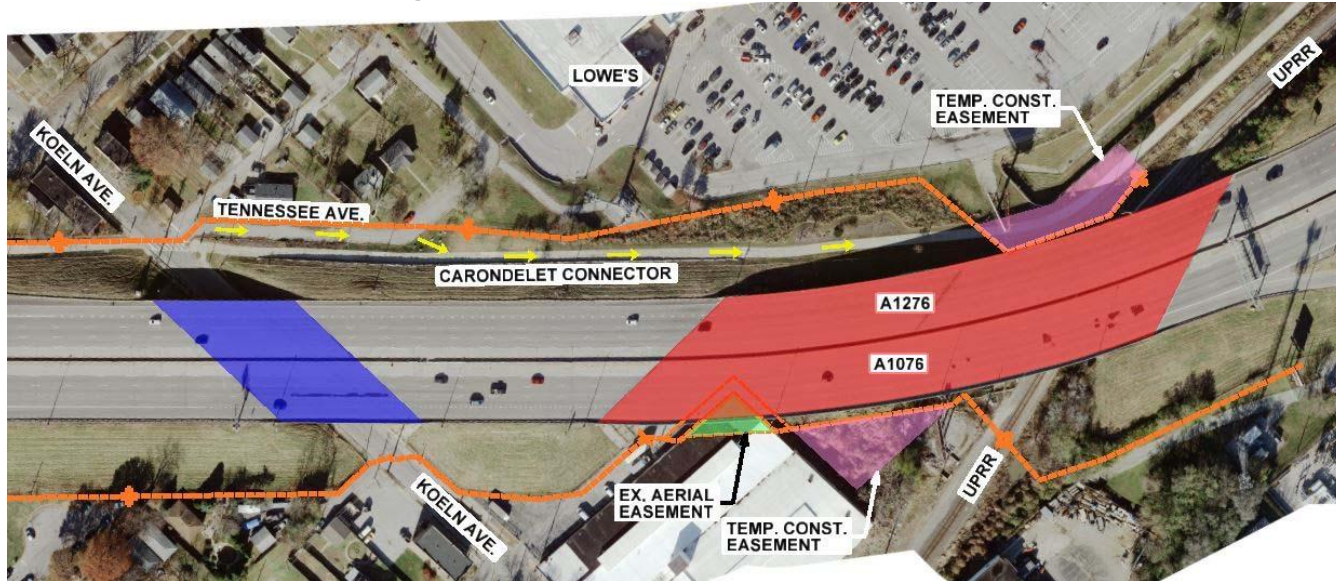 LOWE'S
UPRR
TEMP. CONST.
EASEMENT
KOELN AVE.
TENNESSEE AVE.
CARONDELET CONNECTOR
A1276
A1076
EX. AERIAL
EASEMENT
TEMP. CONST.
EASEMENT
KOELN AVE.
UPRR